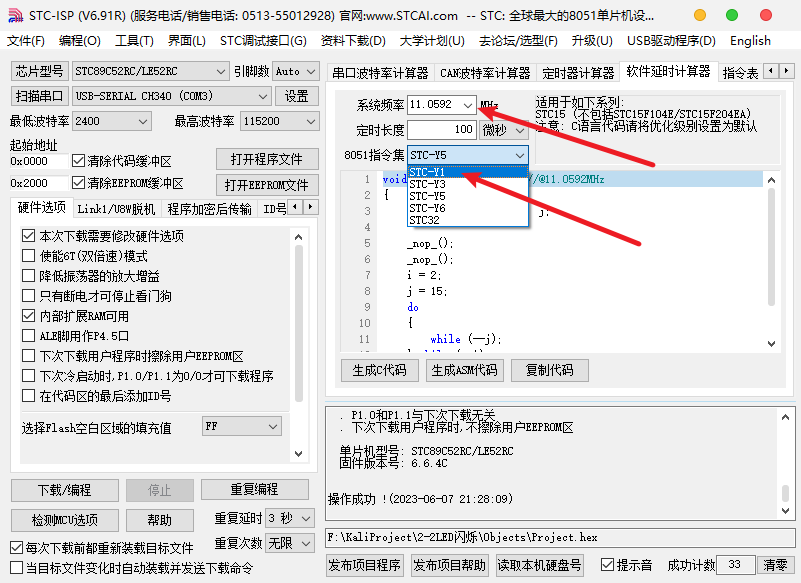 STC-ISP (V6.91R) (服务电话/销售电话: 0513-55012928) 官网:www.STCAI.com -- STC: 全球最大的8051单片机设...
文件(F) 编程(O) 工具(T) 界面(L) STC调试接口(G) 资料下载(D) 大学计划(U) 去论坛/选型(F) 升级(U) USB驱动程序(D) English
芯片型号 STC89C52RC/LE52RC 引脚数 Auto
扫描串口 USB-SERIAL CH340 (COM3) 设置
最低波特率 2400 最高波特率 115200
起始地址
0x0000 清除代码缓冲区 打开程序文件
0x2000 清除EEPROM缓冲区 打开EEPROM文件
硬件选项 Link1/U8W脱机 程序加密后传输 ID号
本次下载需要修改硬件选项
使能6T(双倍速)模式
降低振荡器的放大增益
只有断电才可停止看门狗
内部扩展RAM可用
ALE脚用作P4.5口
下次下载用户程序时擦除用户EEPROM区
下次冷启动时,P1.0/P1.1为0/0才可下载程序
在代码区的最后添加ID号
选择Flash空白区域的填充值 FF
下载/编程 停止 重复编程
检测MCU选项 帮助 重复延时 3 秒
重复次数 无限
每次下载前都重新装载目标文件
当目标文件变化时自动装载并发送下载命令
串口波特率计算器 CAN波特率计算器 定时器计算器 软件延时计算器 指令表
系统频率 11.0592 MHz
定时长度 100 微秒
8051指令集 STC-Y5
适用于如下系列:
STC15 (不包括STC15F104E/STC15F204EA)
注意: C语言代码请将优化级别设置为默认
STC-Y1
STC-Y3
STC-Y5
STC-Y6
STC32
1 void //@11.0592MHz
2 {
3 j;
4
5 _nop_();
6 _nop_();
7 i = 2;
8 j = 15;
9 do
10 {
11 while (--j);
生成C代码 生成ASM代码 复制代码
. P1.0和P1.1与下次下载无关
. 下次下载用户程序时,不擦除用户EEPROM区
单片机型号: STC89C52RC/LE52RC
固件版本号: 6.6.4C
操作成功 !(2023-06-07 21:28:09)
F:\KaliProject\2-2LED闪烁\Objects\Project.hex
发布项目程序 发布项目帮助 读取本机硬盘号 提示音 成功计数 33 清零